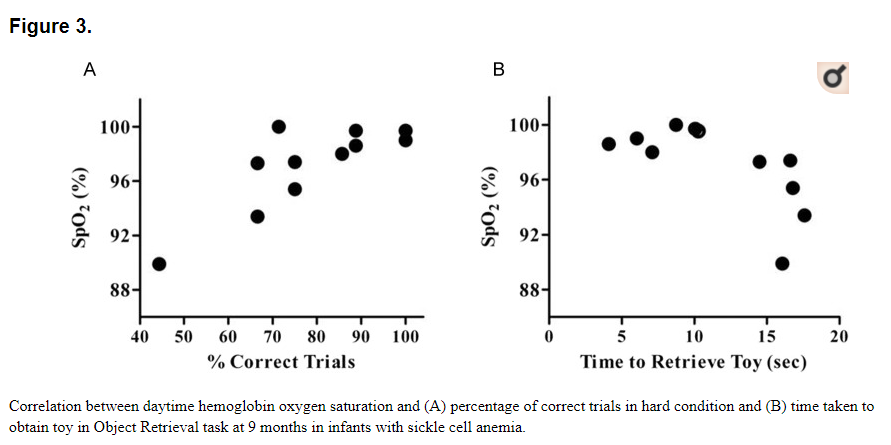 Figure 3.
A
100
96
92
88
SpO2 (%)
40 50 60 70 80 90 100
% Correct Trials
B
100
96
92
88
SpO2 (%)
0 5 10 15 20
Time to Retrieve Toy (sec)
Correlation between daytime hemoglobin oxygen saturation and (A) percentage of correct trials in hard condition and (B) time taken to
obtain toy in Object Retrieval task at 9 months in infants with sickle cell anemia.